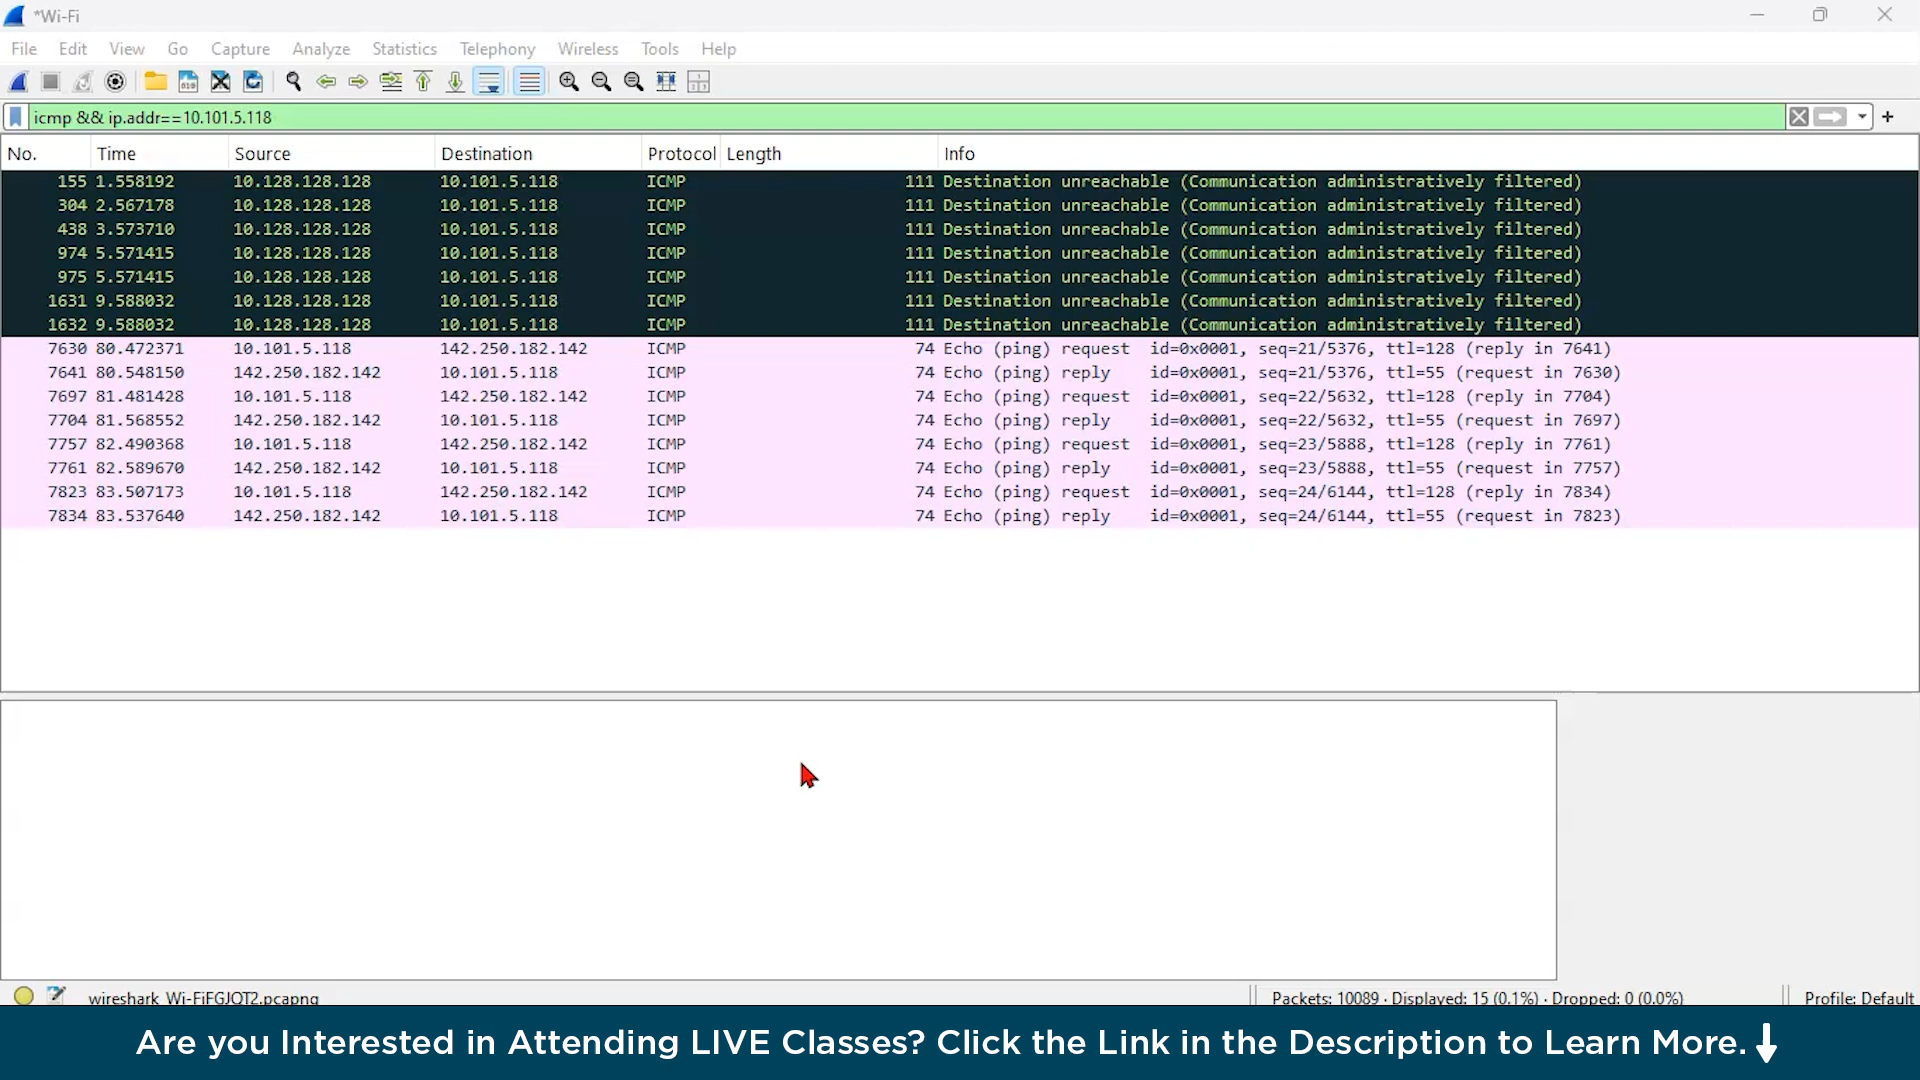 *Wi-Fi
File Edit View Go Capture Analyze Statistics Telephony Wireless Tools Help
icmp && ip.addr==10.101.5.118
No. Time Source Destination Protocol Length Info
155 1.558192 10.128.128.128 10.101.5.118 ICMP 111 Destination unreachable (Communication administratively filtered)
304 2.567178 10.128.128.128 10.101.5.118 ICMP 111 Destination unreachable (Communication administratively filtered)
438 3.573710 10.128.128.128 10.101.5.118 ICMP 111 Destination unreachable (Communication administratively filtered)
974 5.571415 10.128.128.128 10.101.5.118 ICMP 111 Destination unreachable (Communication administratively filtered)
975 5.571415 10.128.128.128 10.101.5.118 ICMP 111 Destination unreachable (Communication administratively filtered)
1631 9.588032 10.128.128.128 10.101.5.118 ICMP 111 Destination unreachable (Communication administratively filtered)
1632 9.588032 10.128.128.128 10.101.5.118 ICMP 111 Destination unreachable (Communication administratively filtered)
7630 80.472371 10.101.5.118 142.250.182.142 ICMP 74 Echo (ping) request id=0x0001, seq=21/5376, ttl=128 (reply in 7641)
7641 80.548150 142.250.182.142 10.101.5.118 ICMP 74 Echo (ping) reply id=0x0001, seq=21/5376, ttl=55 (request in 7630)
7697 81.481428 10.101.5.118 142.250.182.142 ICMP 74 Echo (ping) request id=0x0001, seq=22/5632, ttl=128 (reply in 7704)
7704 81.568552 142.250.182.142 10.101.5.118 ICMP 74 Echo (ping) reply id=0x0001, seq=22/5632, ttl=55 (request in 7697)
7757 82.490368 10.101.5.118 142.250.182.142 ICMP 74 Echo (ping) request id=0x0001, seq=23/5888, ttl=128 (reply in 7761)
7761 82.589670 142.250.182.142 10.101.5.118 ICMP 74 Echo (ping) reply id=0x0001, seq=23/5888, ttl=55 (request in 7757)
7823 83.507173 10.101.5.118 142.250.182.142 ICMP 74 Echo (ping) request id=0x0001, seq=24/6144, ttl=128 (reply in 7834)
7834 83.537640 142.250.182.142 10.101.5.118 ICMP 74 Echo (ping) reply id=0x0001, seq=24/6144, ttl=55 (request in 7823)
wireshark_Wi-FiFGJOT2.pcapng Packets: 10089 · Displayed: 15 (0.1%) · Dropped: 0 (0.0%) Profile: Default
Are you Interested in Attending LIVE Classes? Click the Link in the Description to Learn More.